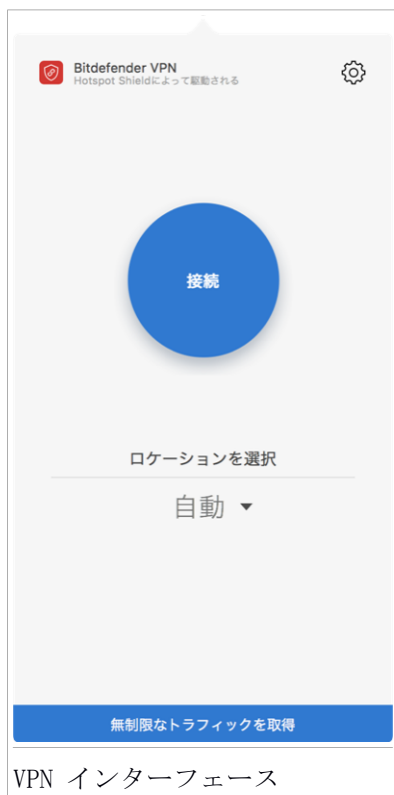 Bitdefender VPN
Hotspot Shieldによって駆動される
接続
ロケーションを選択
自動
無制限なトラフィックを取得
VPN インターフェース